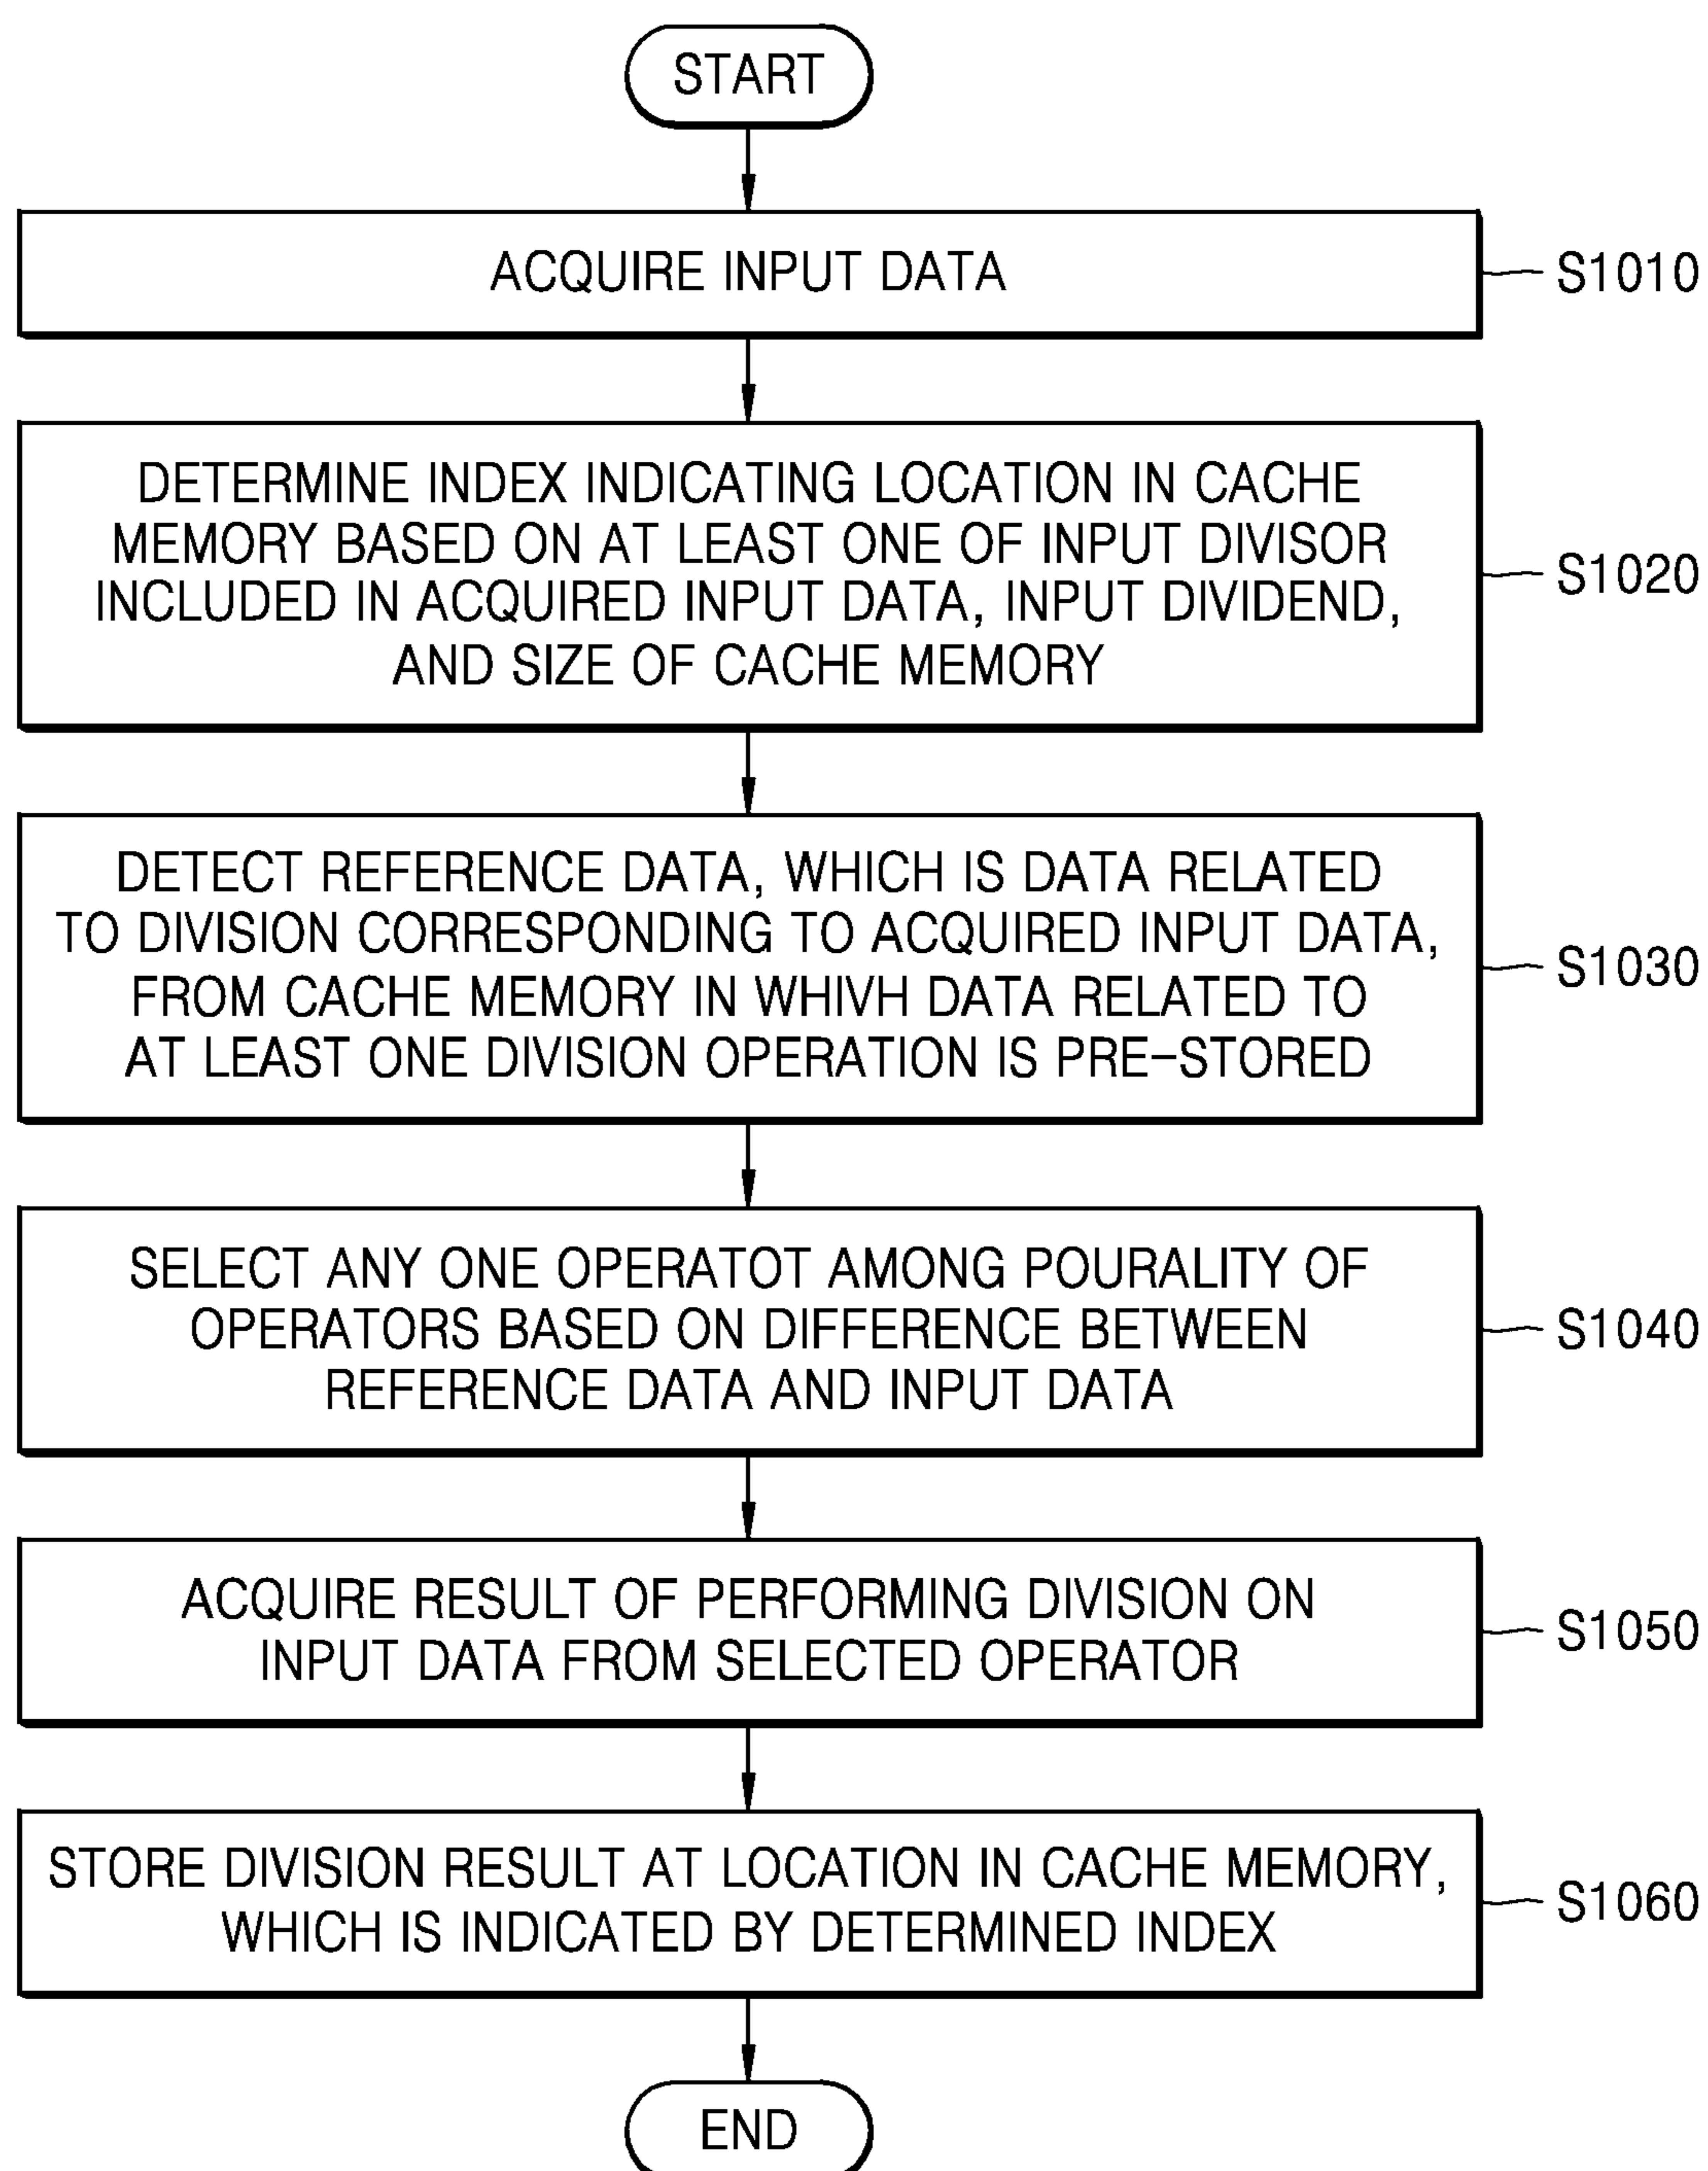 START
ACQUIRE INPUT DATA
S1010
DETERMINE INDEX INDICATING LOCATION IN CACHE
MEMORY BASED ON AT LEAST ONE OF INPUT DIVISOR
INCLUDED IN ACQUIRED INPUT DATA, INPUT DIVIDEND,
AND SIZE OF CACHE MEMORY
S1020
DETECT REFERENCE DATA, WHICH IS DATA RELATED
TO DIVISION CORRESPONDING TO ACQUIRED INPUT DATA,
FROM CACHE MEMORY IN WHIVH DATA RELATED TO
AT LEAST ONE DIVISION OPERATION IS PRE-STORED
S1030
SELECT ANY ONE OPERATOT AMONG POURALITY OF
OPERATORS BASED ON DIFFERENCE BETWEEN
REFERENCE DATA AND INPUT DATA
S1040
ACQUIRE RESULT OF PERFORMING DIVISION ON
INPUT DATA FROM SELECTED OPERATOR
S1050
STORE DIVISION RESULT AT LOCATION IN CACHE MEMORY,
WHICH IS INDICATED BY DETERMINED INDEX
S1060
END